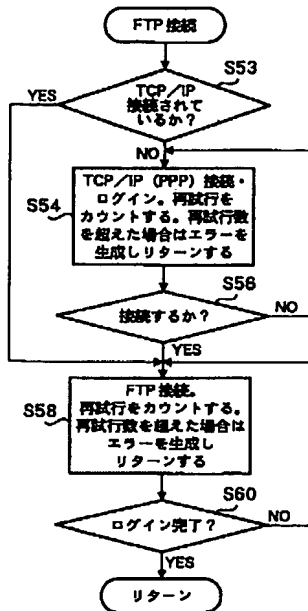 FTP接続
S53
TCP/IP
接続されて
いるか?
YES
NO
S54
TCP/IP (PPP) 接続・
ログイン。再試行を
カウントする。再試行数
を超えた場合はエラーを
生成しリターンする
S56
接続するか?
NO
YES
S58
FTP接続。
再試行をカウントする。
再試行数を超えた場合は
エラーを生成し
リターンする
S60
ログイン完了?
NO
YES
リターン